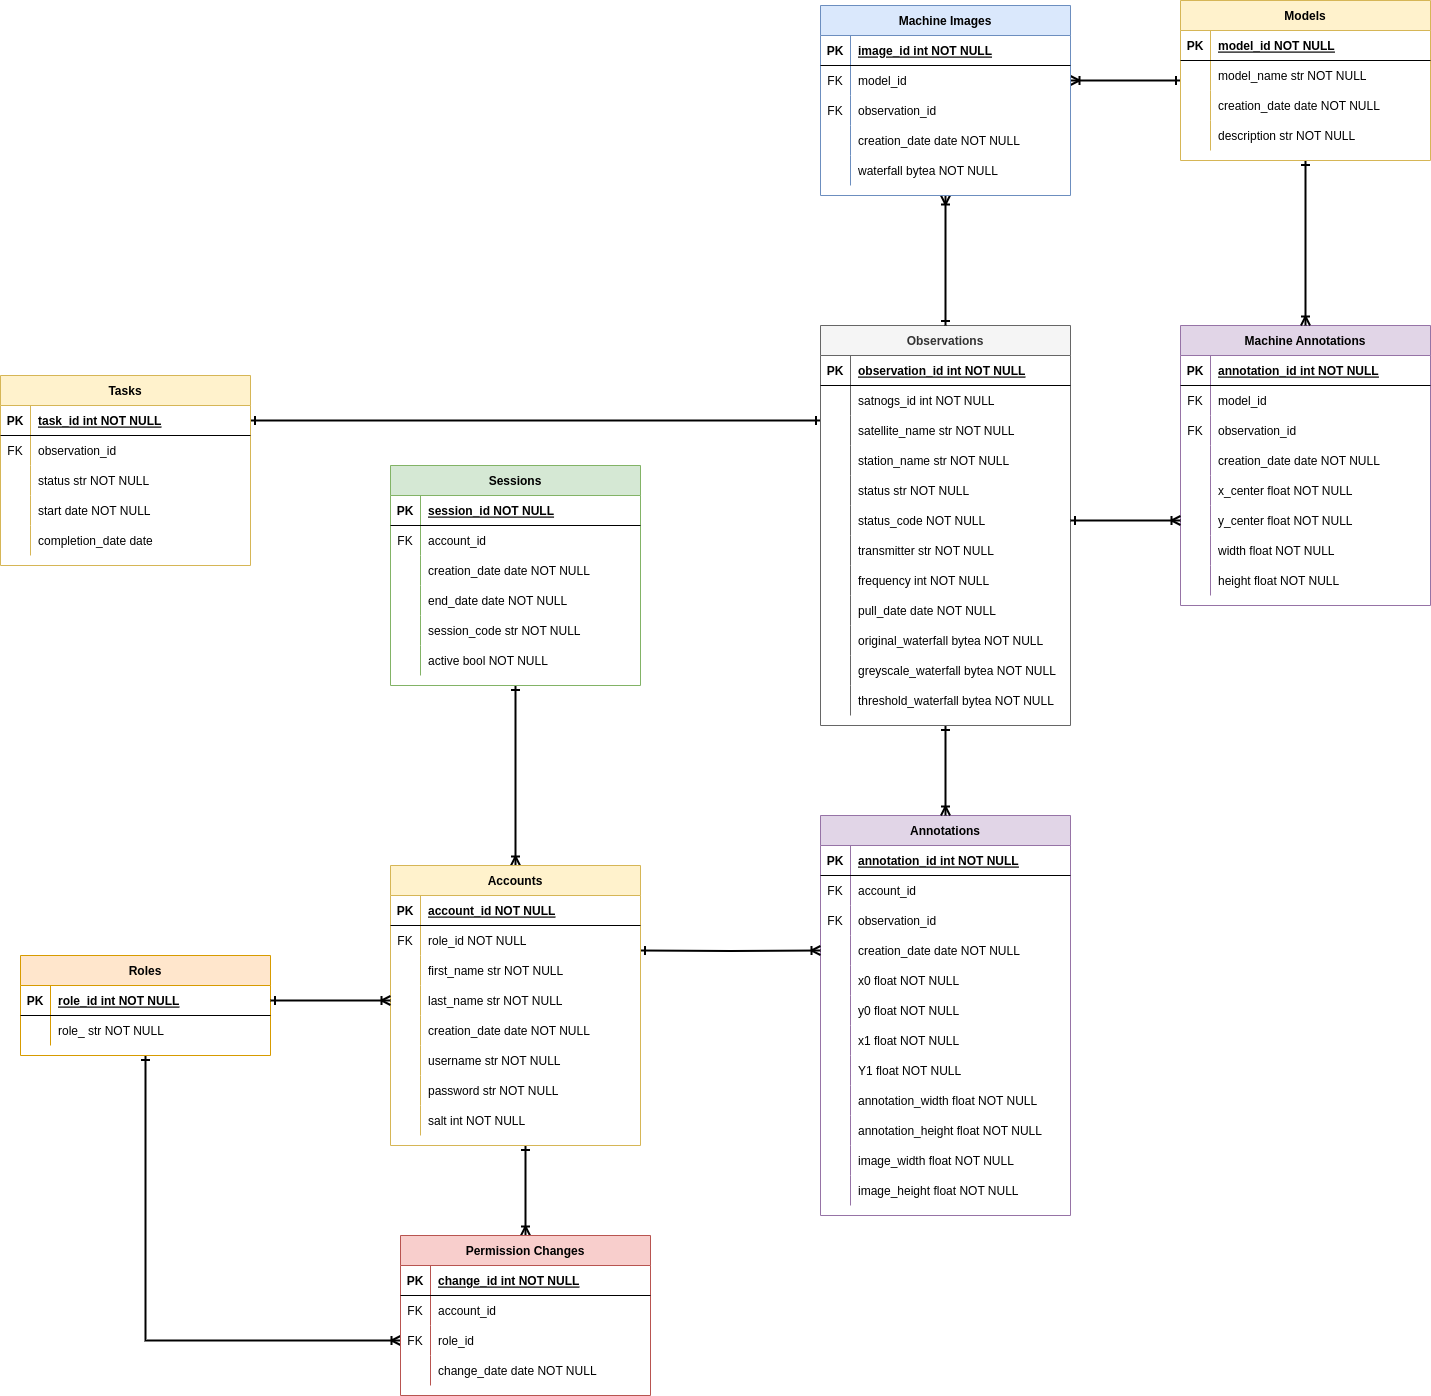 Machine Images
PK image_id int NOT NULL
FK model_id
FK observation_id
creation_date date NOT NULL
waterfall bytea NOT NULL
Models
PK model_id NOT NULL
model_name str NOT NULL
creation_date date NOT NULL
description str NOT NULL
Tasks
PK task_id int NOT NULL
FK observation_id
status str NOT NULL
start date NOT NULL
completion_date date
Sessions
PK session_id NOT NULL
FK account_id
creation_date date NOT NULL
end_date date NOT NULL
session_code str NOT NULL
active bool NOT NULL
Observations
PK observation_id int NOT NULL
satnogs_id int NOT NULL
satellite_name str NOT NULL
station_name str NOT NULL
status str NOT NULL
status_code NOT NULL
transmitter str NOT NULL
frequency int NOT NULL
pull_date date NOT NULL
original_waterfall bytea NOT NULL
greyscale_waterfall bytea NOT NULL
threshold_waterfall bytea NOT NULL
Machine Annotations
PK annotation_id int NOT NULL
FK model_id
FK observation_id
creation_date date NOT NULL
x_center float NOT NULL
y_center float NOT NULL
width float NOT NULL
height float NOT NULL
Roles
PK role_id int NOT NULL
role_ str NOT NULL
Accounts
PK account_id NOT NULL
FK role_id NOT NULL
first_name str NOT NULL
last_name str NOT NULL
creation_date date NOT NULL
username str NOT NULL
password str NOT NULL
salt int NOT NULL
Annotations
PK annotation_id int NOT NULL
FK account_id
FK observation_id
creation_date date NOT NULL
x0 float NOT NULL
y0 float NOT NULL
x1 float NOT NULL
Y1 float NOT NULL
annotation_width float NOT NULL
annotation_height float NOT NULL
image_width float NOT NULL
image_height float NOT NULL
Permission Changes
PK change_id int NOT NULL
FK account_id
FK role_id
change_date date NOT NULL